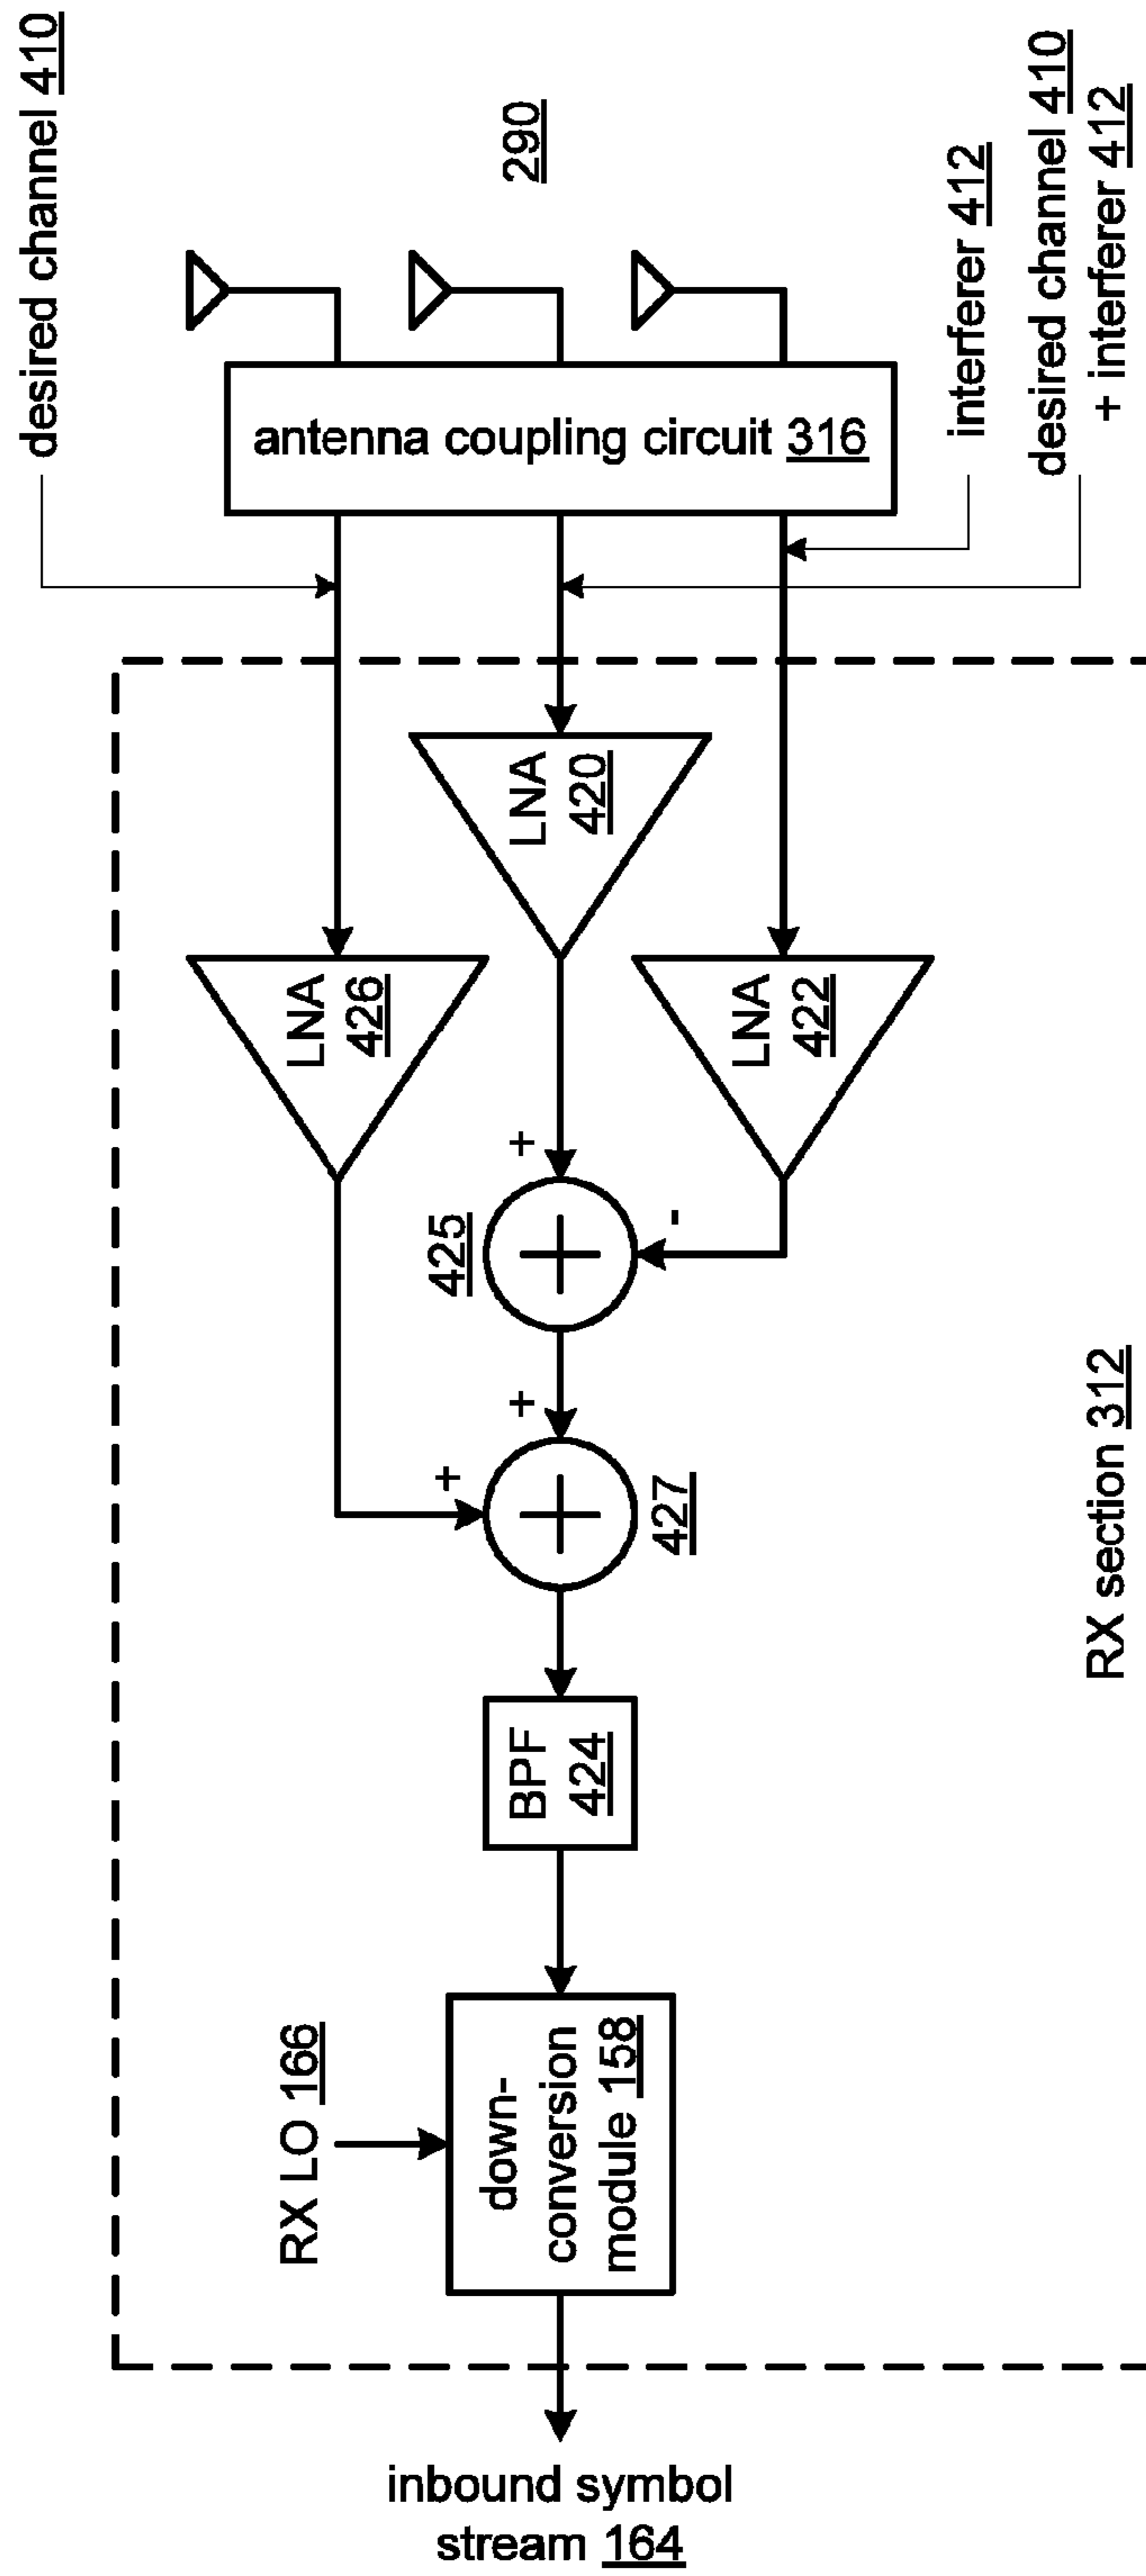 desired channel 410
290
antenna coupling circuit 316
interferer 412
desired channel 410
+ interferer 412
LNA
420
LNA
426
LNA
422
+
-
425
+
+
427
BPF
424
RX section 312
RX LO 166
down-
conversion
module 158
inbound symbol
stream 164